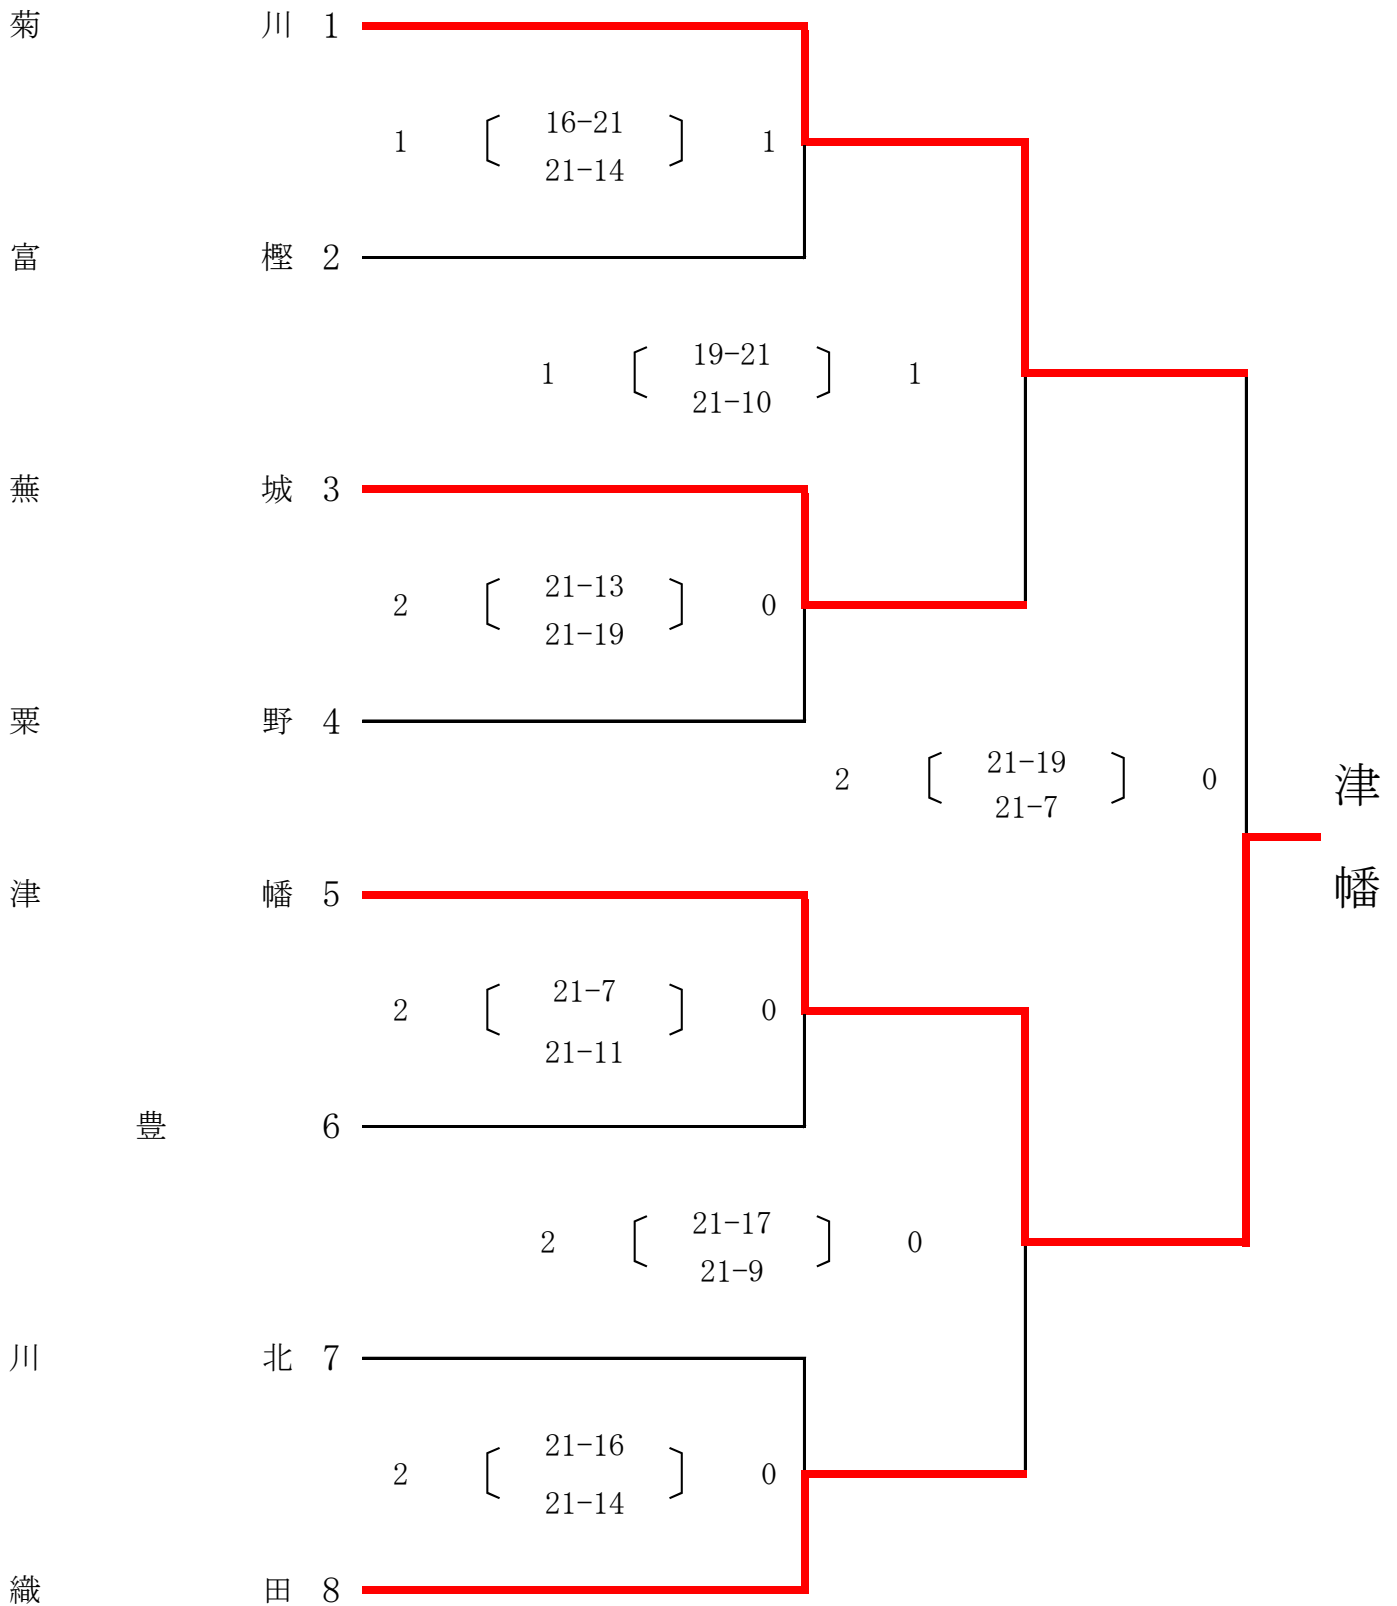 菊 川 1
1 〔 16-21 〕 1
21-14
富 樫 2
1 〔 19-21 〕 1
21-10
蕪 城 3
2 〔 21-13 〕 0
21-19
粟 野 4
2 〔 21-19 〕 0
21-7
津幡
津 幡 5
2 〔 21-7 〕 0
21-11
豊 6
2 〔 21-17 〕 0
21-9
川 北 7
2 〔 21-16 〕 0
21-14
織 田 8